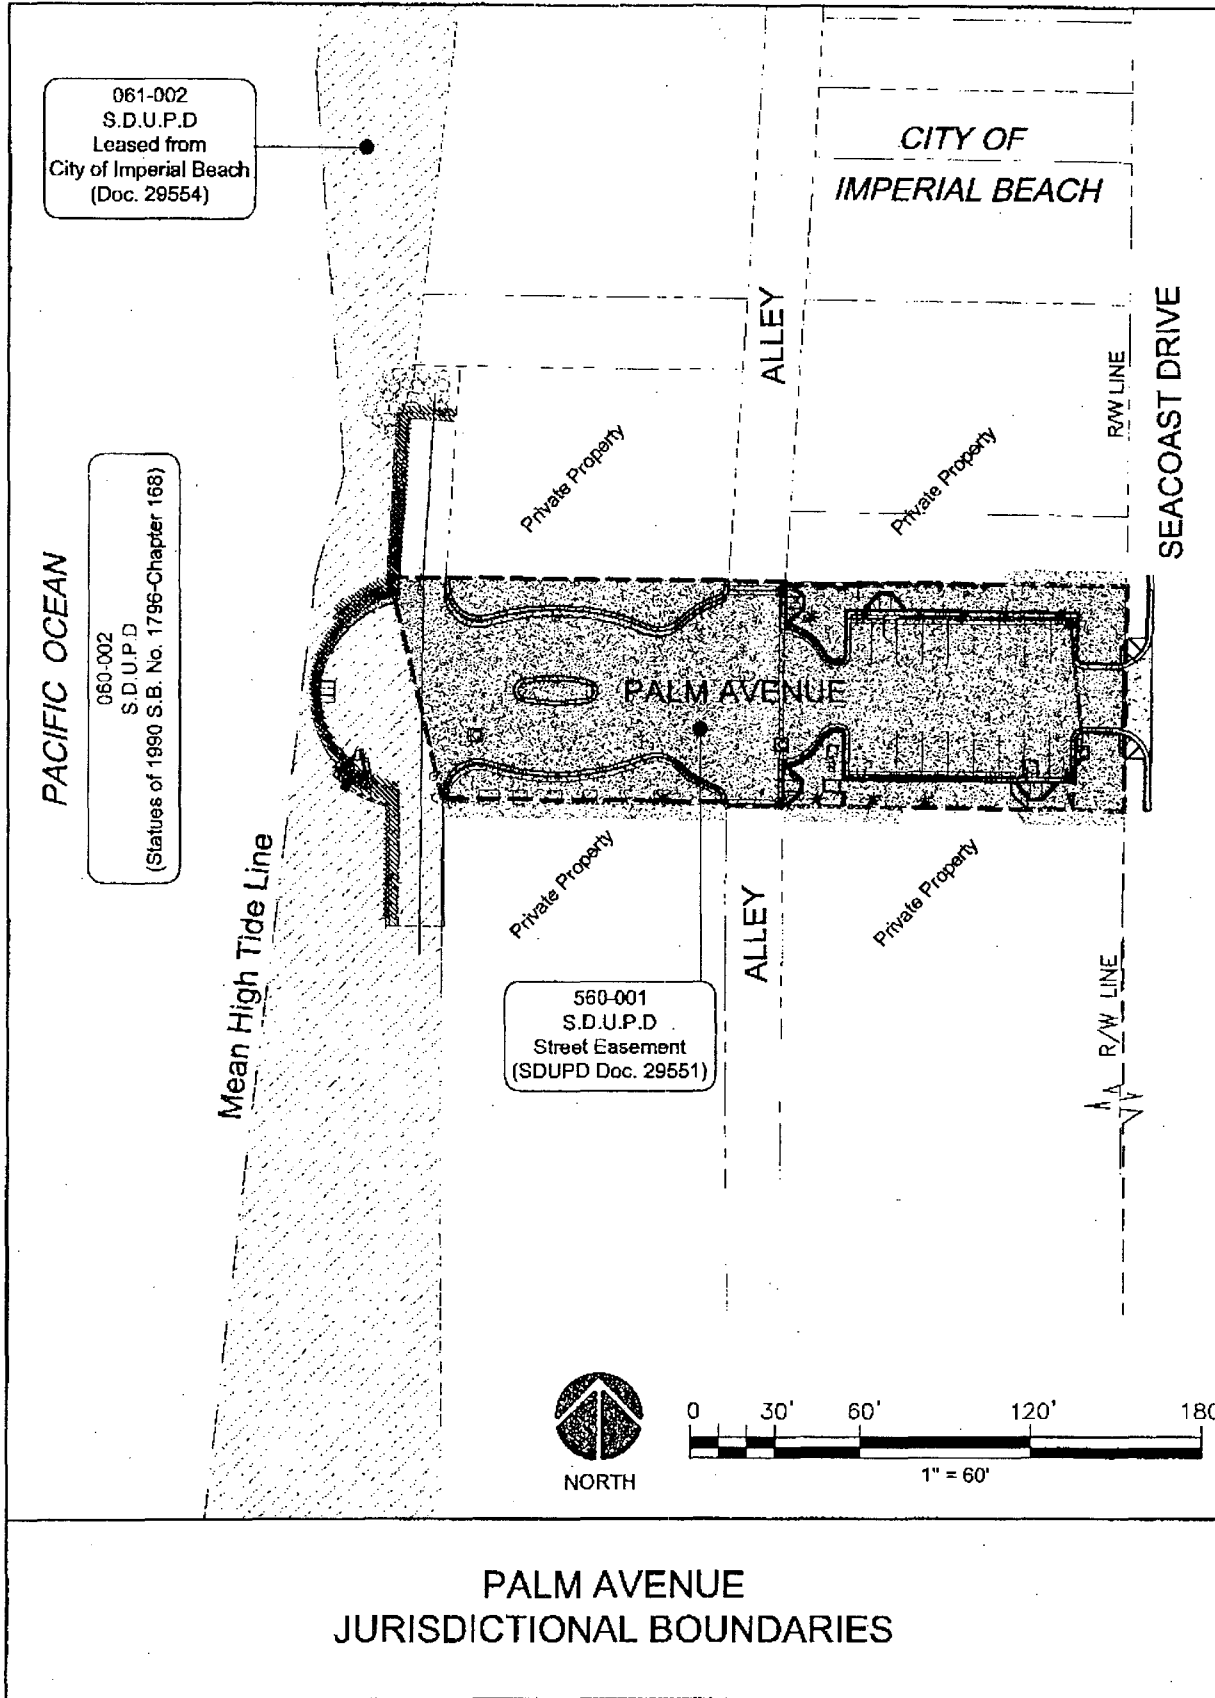 061-002
S.D.U.P.D
Leased from
City of Imperial Beach
(Doc. 29554)
CITY OF
IMPERIAL BEACH
ALLEY
SEACOAST DRIVE
R/W LINE
Private Property
Private Property
PACIFIC OCEAN
060-002
S.D.U.P.D
(Statues of 1990 S.B. No. 1796-Chapter 168)
PALM AVENUE
Mean High Tide Line
Private Property
Private Property
ALLEY
R/W LINE
560-001
S.D.U.P.D.
Street Easement
(SDUPD Doc. 29551)
NORTH
0 30' 60' 120' 180
1" = 60'
PALM AVENUE
JURISDICTIONAL BOUNDARIES